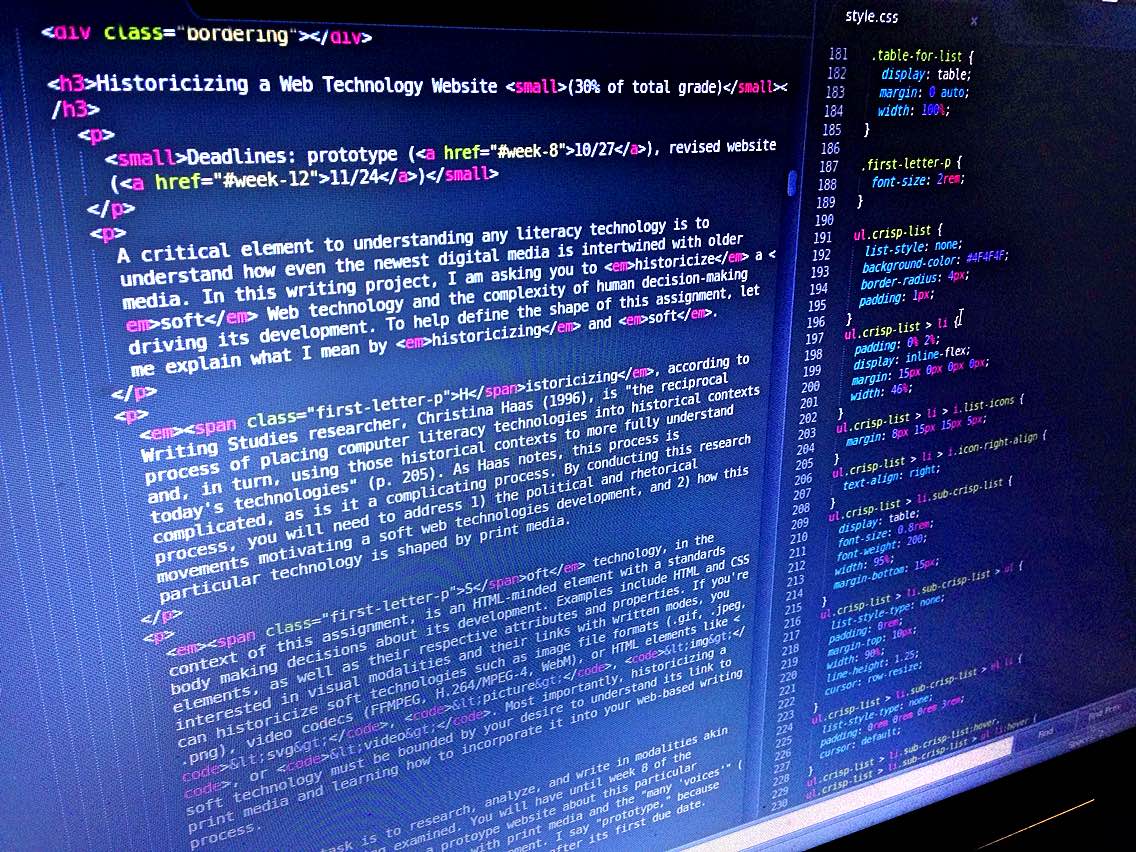 <div class="bordering"></div>
<h3>Historicizing a Web Technology Website <small>(30% of total grade)</small><
/h3>
<p>
<small>Deadlines: prototype (<a href="#week-8">10/27</a>), revised website
(<a href="#week-12">11/24</a>)</small>
</p>
<p>
A critical element to understanding any literacy technology is to
understand how even the newest digital media is intertwined with older
media. In this writing project, I am asking you to <em>historicize</em> a <
em>soft</em> Web technology and the complexity of human decision-making
driving its development. To help define the shape of this assignment, let
me explain what I mean by <em>historicizing</em> and <em>soft</em>.
</p>
<p>
<em><span class="first-letter-p">H</span>istoricizing</em>, according to
Writing Studies researcher, Christina Haas (1996), is "the reciprocal
process of placing computer literacy technologies into historical contexts
and, in turn, using those historical contexts to more fully understand
today's technologies" (p. 205). As Haas notes, this process is
complicated, as is it a complicating process. By conducting this research
process, you will need to address 1) the political and rhetorical
movements motivating a soft web technologies development, and 2) how this
particular technology is shaped by print media.
</p>
<p>
<em><span class="first-letter-p">S</span>oft</em> technology, in the
context of this assignment, is an HTML-minded element with a standards
body making decisions about its development. Examples include HTML and CSS
elements, as well as their respective attributes and properties. If you're
interested in visual modalities and their links with written modes, you
can historicize soft technologies such as image file formats (.gif, .jpeg,
.png), video codecs (FFMPEG, H.264/MPEG-4, WebM), or HTML elements like <
code>&lt;svg&gt;</code>, <code>&lt;picture&gt;</code>, <code>&lt;img&gt;</
code>, or <code>&lt;video&gt;</code>. Most importantly, historicizing a
soft technology must be bounded by your desire to understand its link to
print media and learning how to incorporate it into your web-based writing
process.
task is to research, analyze, and write in modalities akin
examined. You will have until week 8 of the
a protoype website about this particular
with print media and the "many 'voices'" (
I say "prototype," because
after its first due date.
style.css x
181 .table-for-list {
182 display: table;
183 margin: 0 auto;
184 width: 100%;
185 }
186
187 .first-letter-p {
188 font-size: 2rem;
189 }
190
191 ul.crisp-list {
192 list-style: none;
193 background-color: #4F4F4F;
194 border-radius: 4px;
195 padding: 1px;
196 }
197 ul.crisp-list > li {
198 padding: 0% 2%;
199 display: inline-flex;
200 margin: 15px 0px 0px 0px;
201 width: 46%;
202 }
203 ul.crisp-list > li > i.list-icons {
204 margin: 8px 15px 15px 5px;
205 }
206 ul.crisp-list > li > i.icon-right-align {
207 text-align: right;
208 }
209 ul.crisp-list > li.sub-crisp-list {
210 display: table;
211 font-size: 0.8rem;
212 font-weight: 200;
213 width: 95%;
214 margin-bottom: 15px;
215 }
216 ul.crisp-list > li.sub-crisp-list > ul {
217 list-style-type: none;
218 padding: 0rem;
219 margin-top: 10px;
220 width: 90%;
221 line-height: 1.25;
222 cursor: row-resize;
223 }
224 ul.crisp-list > li.sub-crisp-list > ul li {
225 list-style-type: none;
226 padding: 0rem 0rem 0rem 3rem;
227 cursor: default;
228 }
229 ul.crisp-list > li.sub-crisp-list:hover,
230 ul.crisp-list > li.sub-crisp-list > ul li:hover {
Find Find Prev